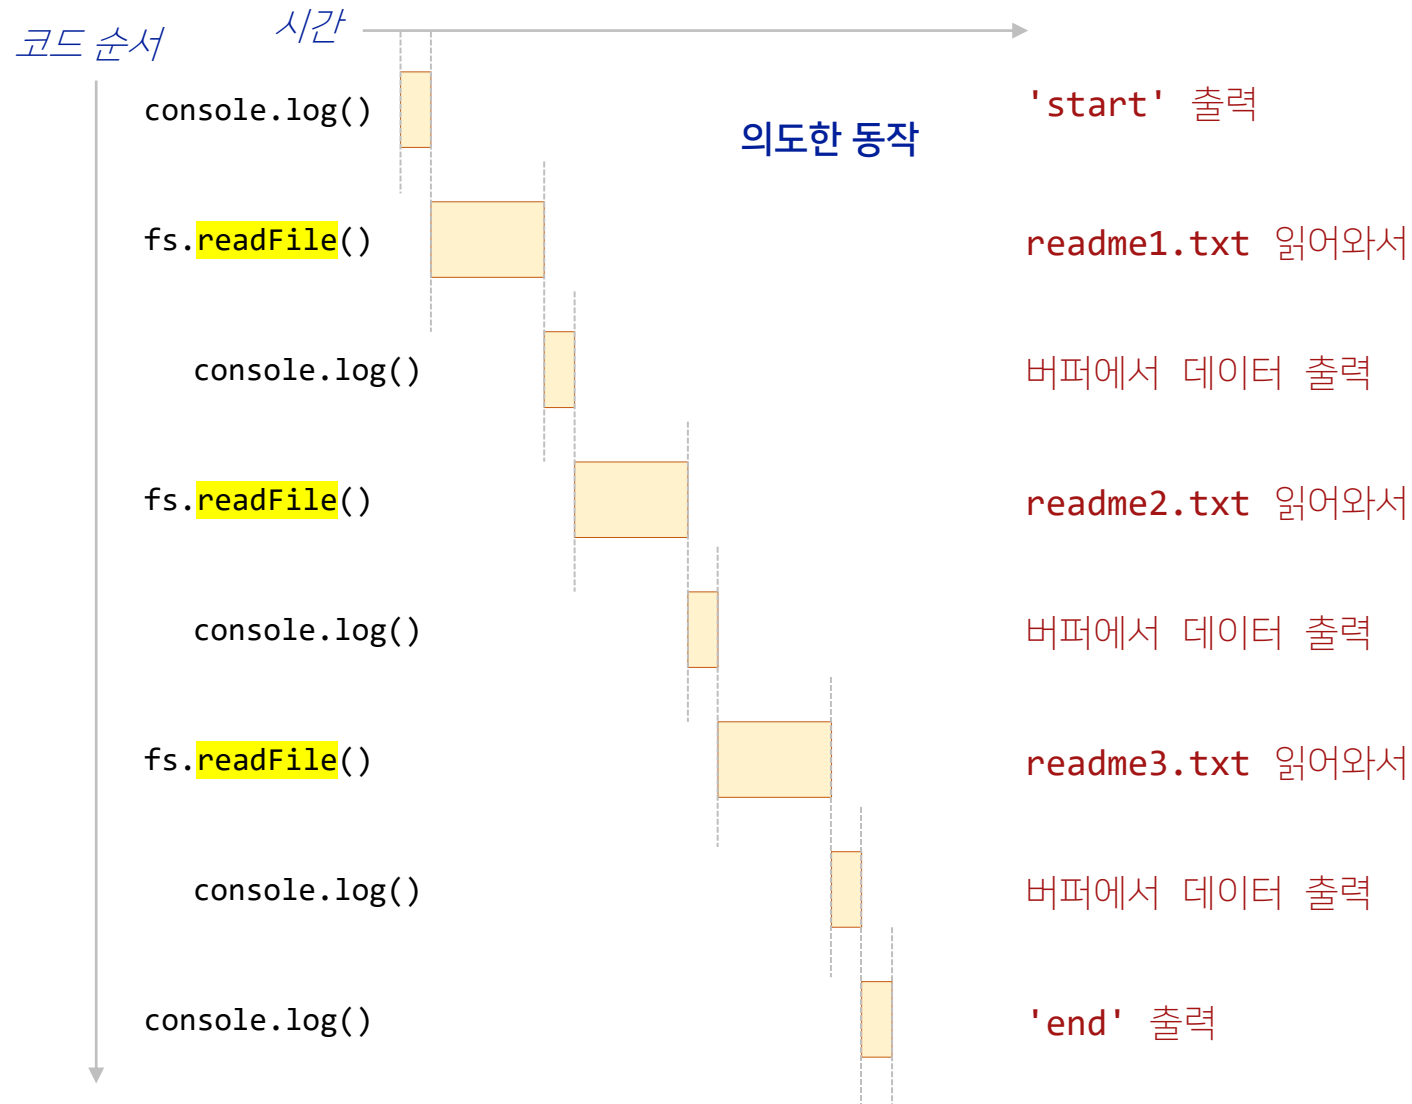 코드 순서
시간
console.log()
'start' 출력
의도한 동작
fs.readFile()
readme1.txt 읽어와서
console.log()
버퍼에서 데이터 출력
fs.readFile()
readme2.txt 읽어와서
console.log()
버퍼에서 데이터 출력
fs.readFile()
readme3.txt 읽어와서
console.log()
버퍼에서 데이터 출력
console.log()
'end' 출력